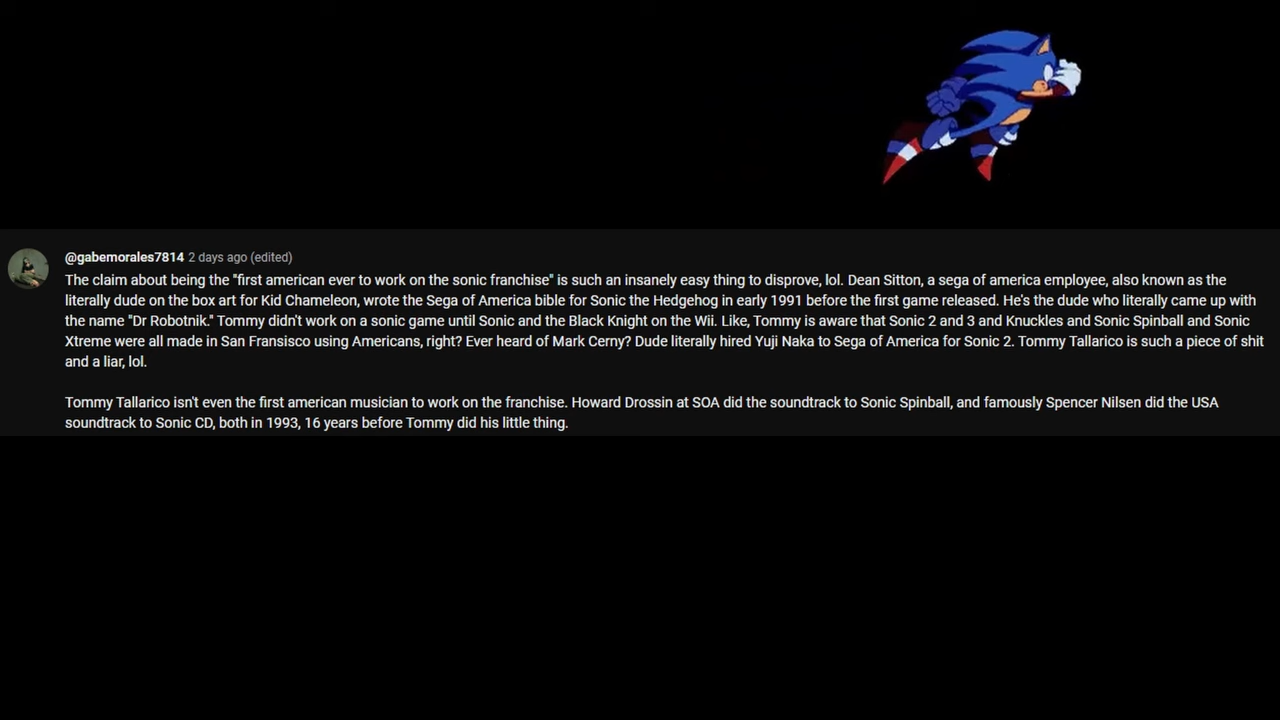 @gabemorales7814 2 days ago (edited)
The claim about being the "first american ever to work on the sonic franchise" is such an insanely easy thing to disprove, lol. Dean Sitton, a sega of america employee, also known as the
literally dude on the box art for Kid Chameleon, wrote the Sega of America bible for Sonic the Hedgehog in early 1991 before the first game released. He's the dude who literally came up with
the name "Dr Robotnik." Tommy didn't work on a sonic game until Sonic and the Black Knight on the Wii. Like, Tommy is aware that Sonic 2 and 3 and Knuckles and Sonic Spinball and Sonic
Xtreme were all made in San Fransisco using Americans, right? Ever heard of Mark Cerny? Dude literally hired Yuji Naka to Sega of America for Sonic 2. Tommy Tallarico is such a piece of shit
and a liar, lol.
Tommy Tallarico isn't even the first american musician to work on the franchise. Howard Drossin at SOA did the soundtrack to Sonic Spinball, and famously Spencer Nilsen did the USA
soundtrack to Sonic CD, both in 1993, 16 years before Tommy did his little thing.